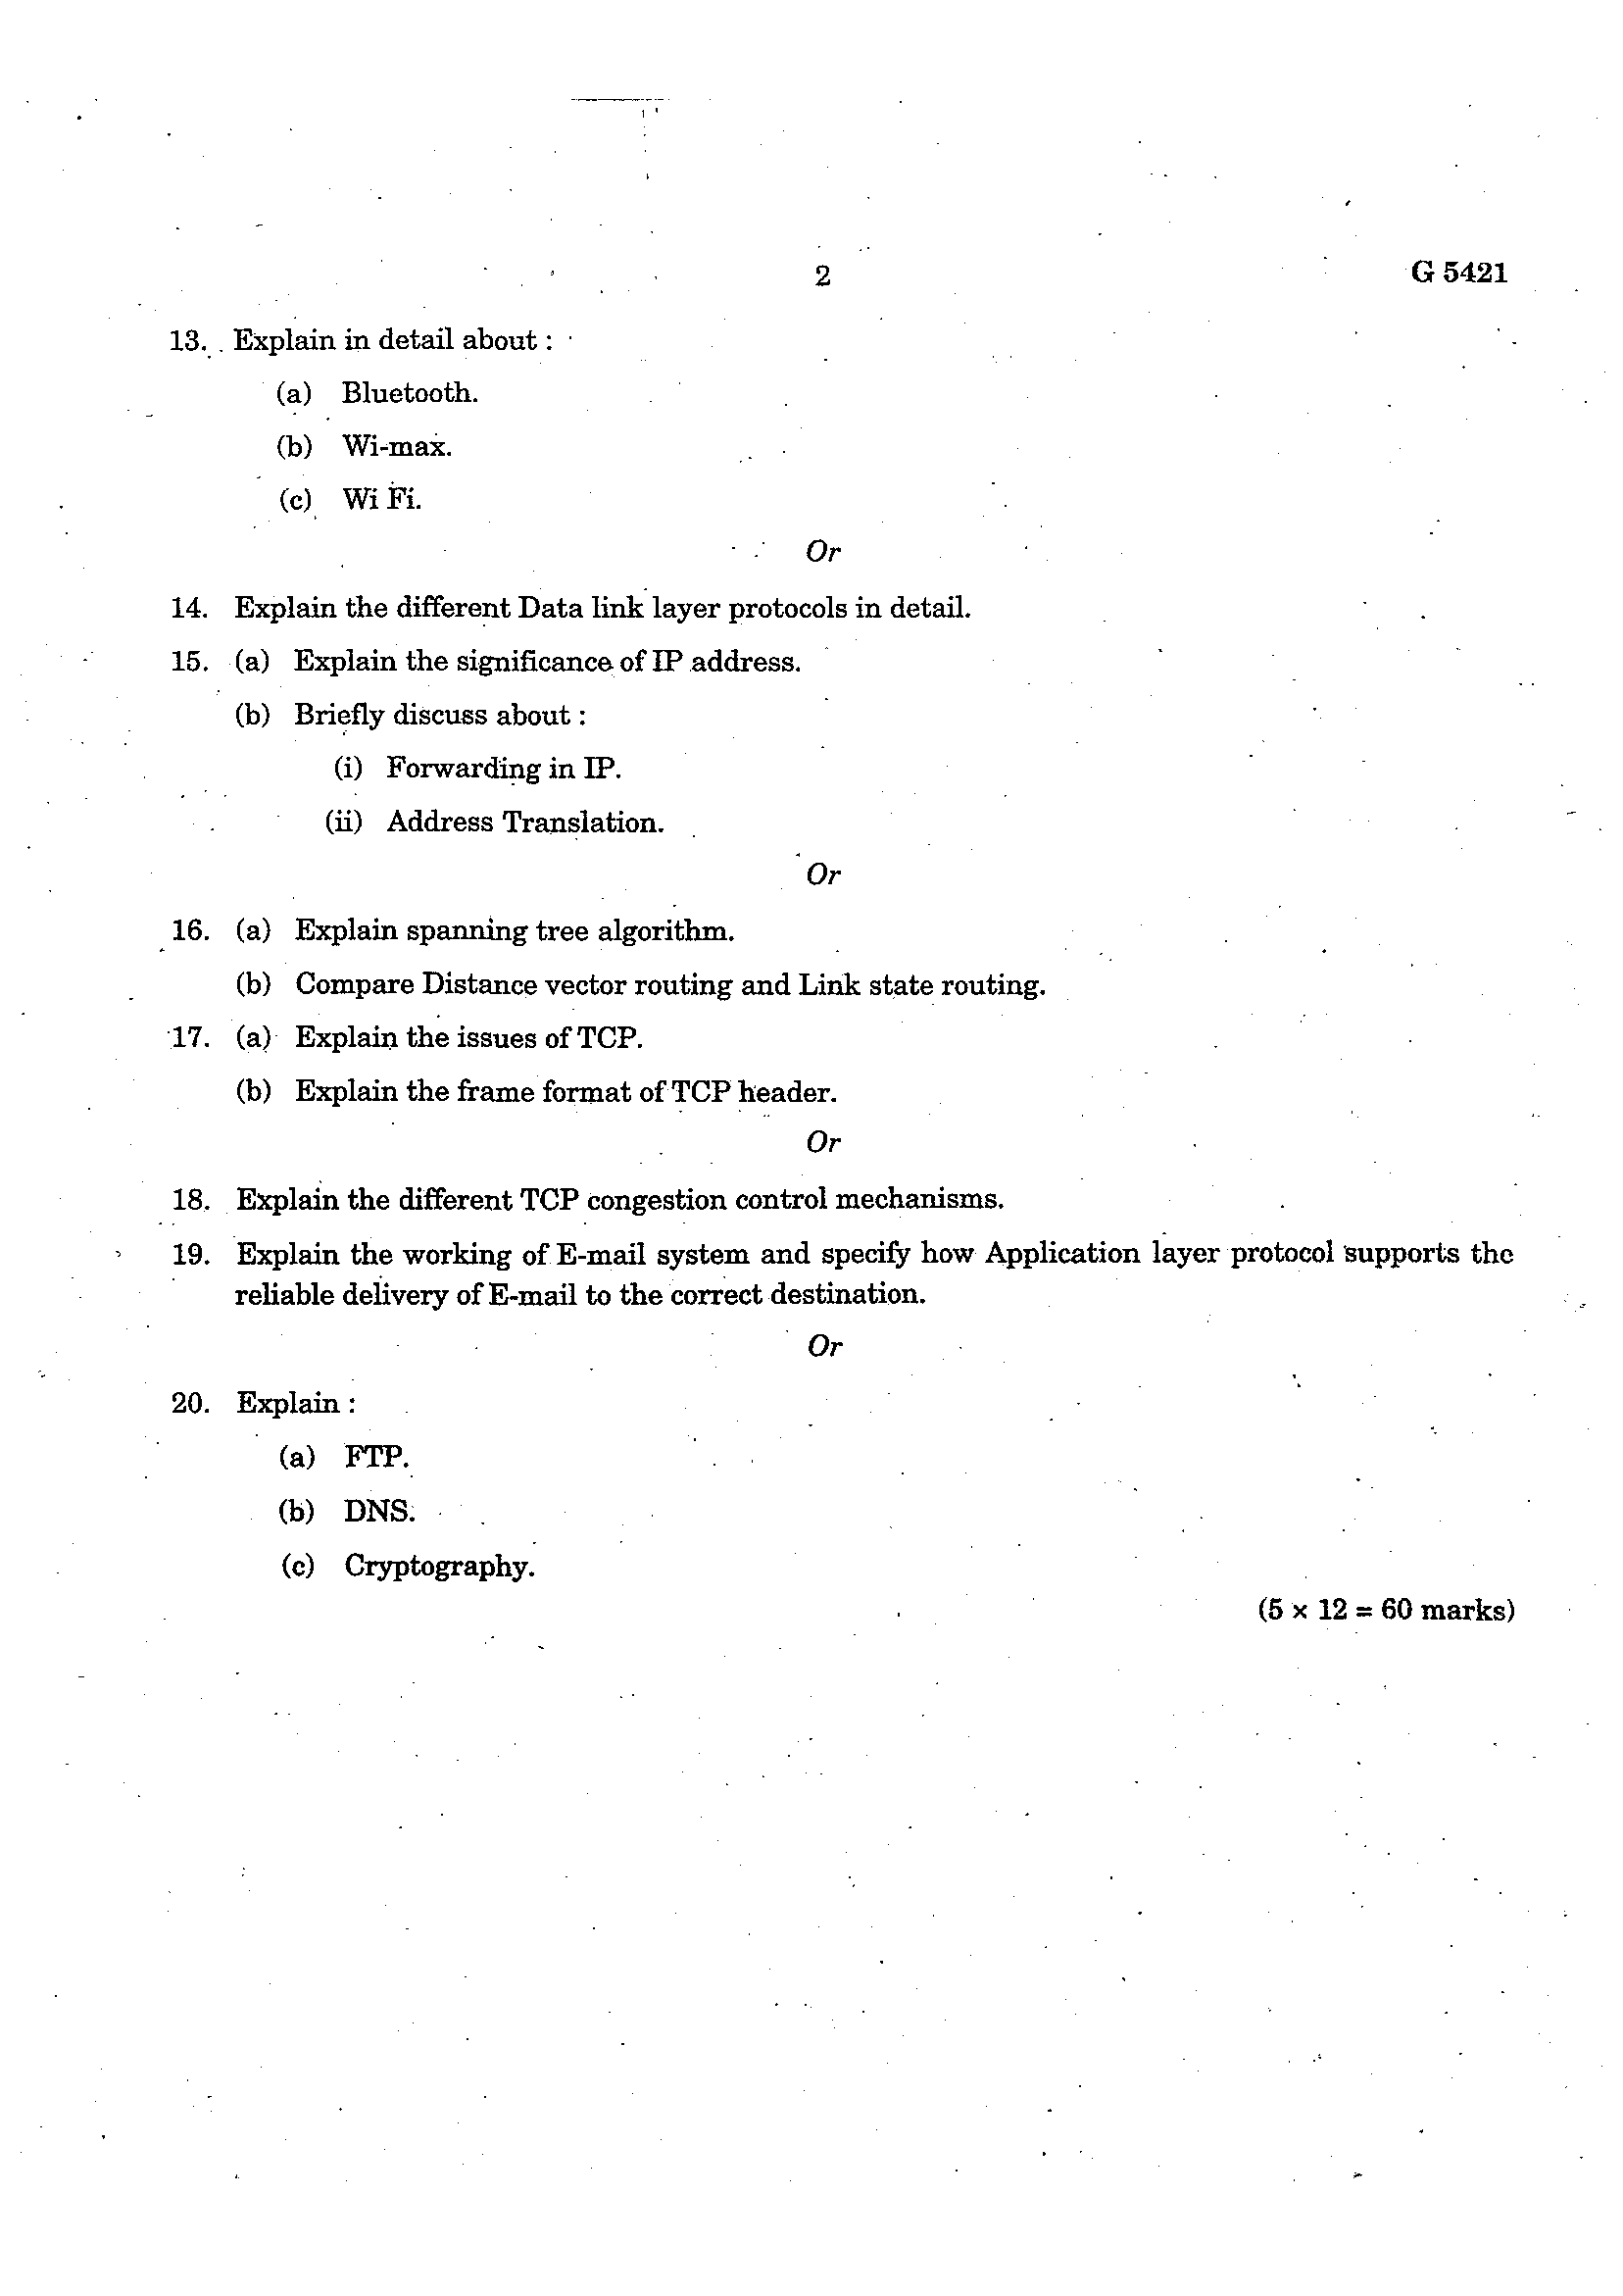 2
G 5421
13. Explain in detail about :
(a) Bluetooth.
(b) Wi-max.
(c) Wi Fi.
Or
14. Explain the different Data link layer protocols in detail.
15. (a) Explain the significance of IP address.
(b) Briefly discuss about :
(i) Forwarding in IP.
(ii) Address Translation.
Or
16. (a) Explain spanning tree algorithm.
(b) Compare Distance vector routing and Link state routing.
17. (a) Explain the issues of TCP.
(b) Explain the frame format of TCP header.
Or
18. Explain the different TCP congestion control mechanisms.
19. Explain the working of E-mail system and specify how Application layer protocol supports the
reliable delivery of E-mail to the correct destination.
Or
20. Explain :
(a) FTP.
(b) DNS.
(c) Cryptography.
(5 × 12 = 60 marks)